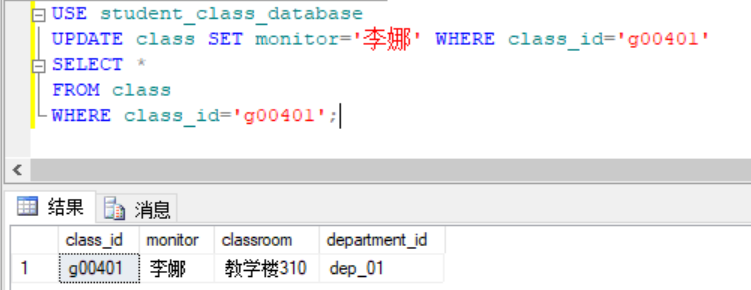 USE student_class_database
UPDATE class SET monitor='李娜' WHERE class_id='g00401'
SELECT *
FROM class
WHERE class_id='g00401';
结果 消息
class_id monitor classroom department_id
1 g00401 李娜 教学楼310 dep_01